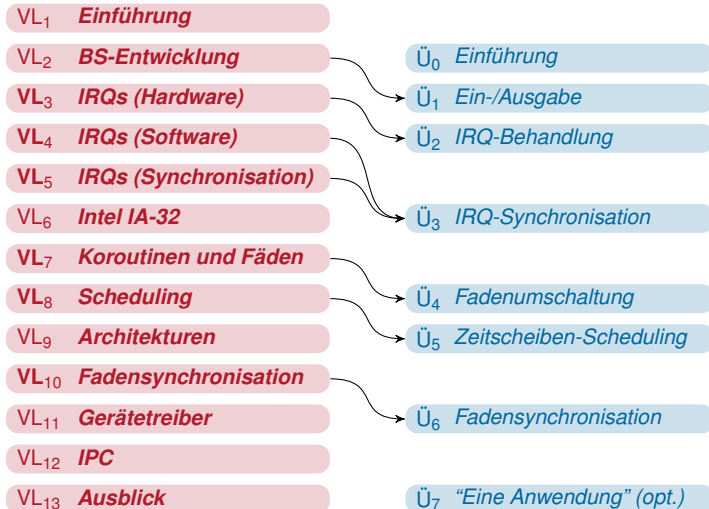 VL1 Einführung
VL2 BS-Entwicklung
Ü0 Einführung
VL3 IRQs (Hardware)
Ü1 Ein-/Ausgabe
VL4 IRQs (Software)
Ü2 IRQ-Behandlung
VL5 IRQs (Synchronisation)
VL6 Intel IA-32
Ü3 IRQ-Synchronisation
VL7 Koroutinen und Fäden
VL8 Scheduling
Ü4 Fadenumschaltung
VL9 Architekturen
Ü5 Zeitscheiben-Scheduling
VL10 Fadensynchronisation
VL11 Gerätetreiber
Ü6 Fadensynchronisation
VL12 IPC
VL13 Ausblick
Ü7 “Eine Anwendung” (opt.)